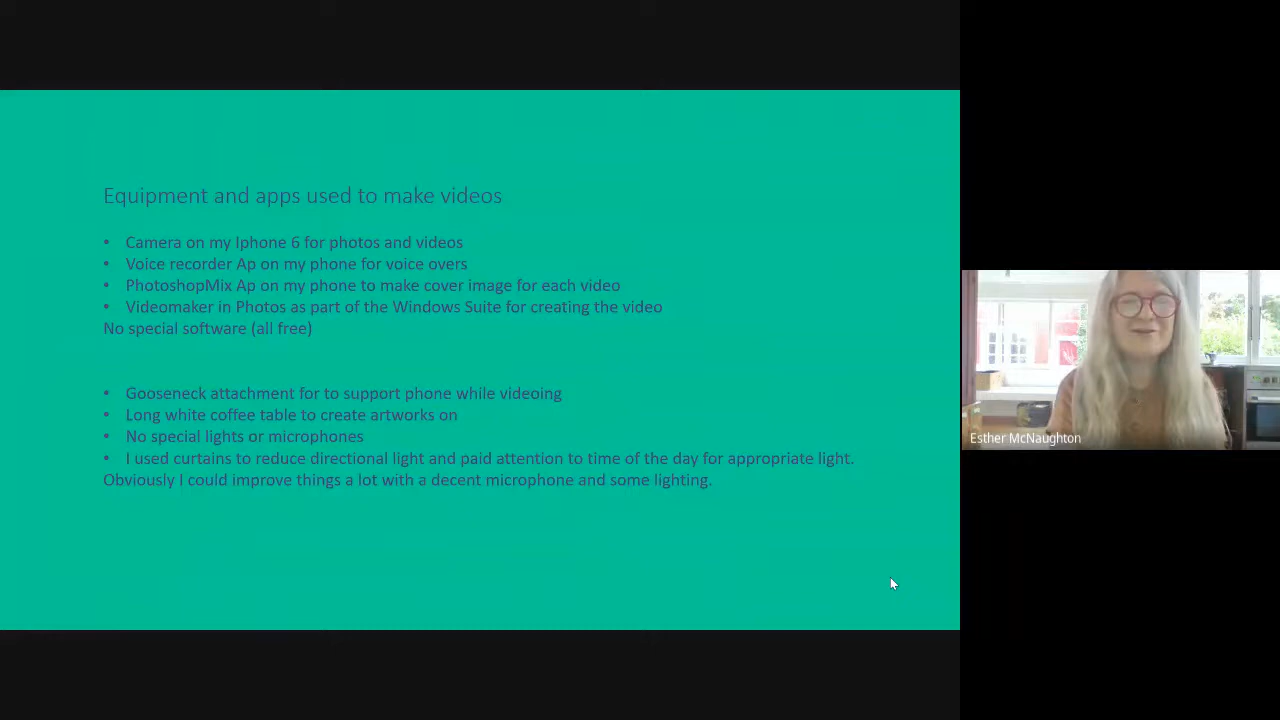 Equipment and apps used to make videos
• Camera on my Iphone 6 for photos and videos
• Voice recorder Ap on my phone for voice overs
• PhotoshopMix Ap on my phone to make cover image for each video
• Videomaker in Photos as part of the Windows Suite for creating the video
No special software (all free)
• Gooseneck attachment for to support phone while videoing
• Long white coffee table to create artworks on
• No special lights or microphones
• I used curtains to reduce directional light and paid attention to time of the day for appropriate light.
Obviously I could improve things a lot with a decent microphone and some lighting.
Esther McNaughton